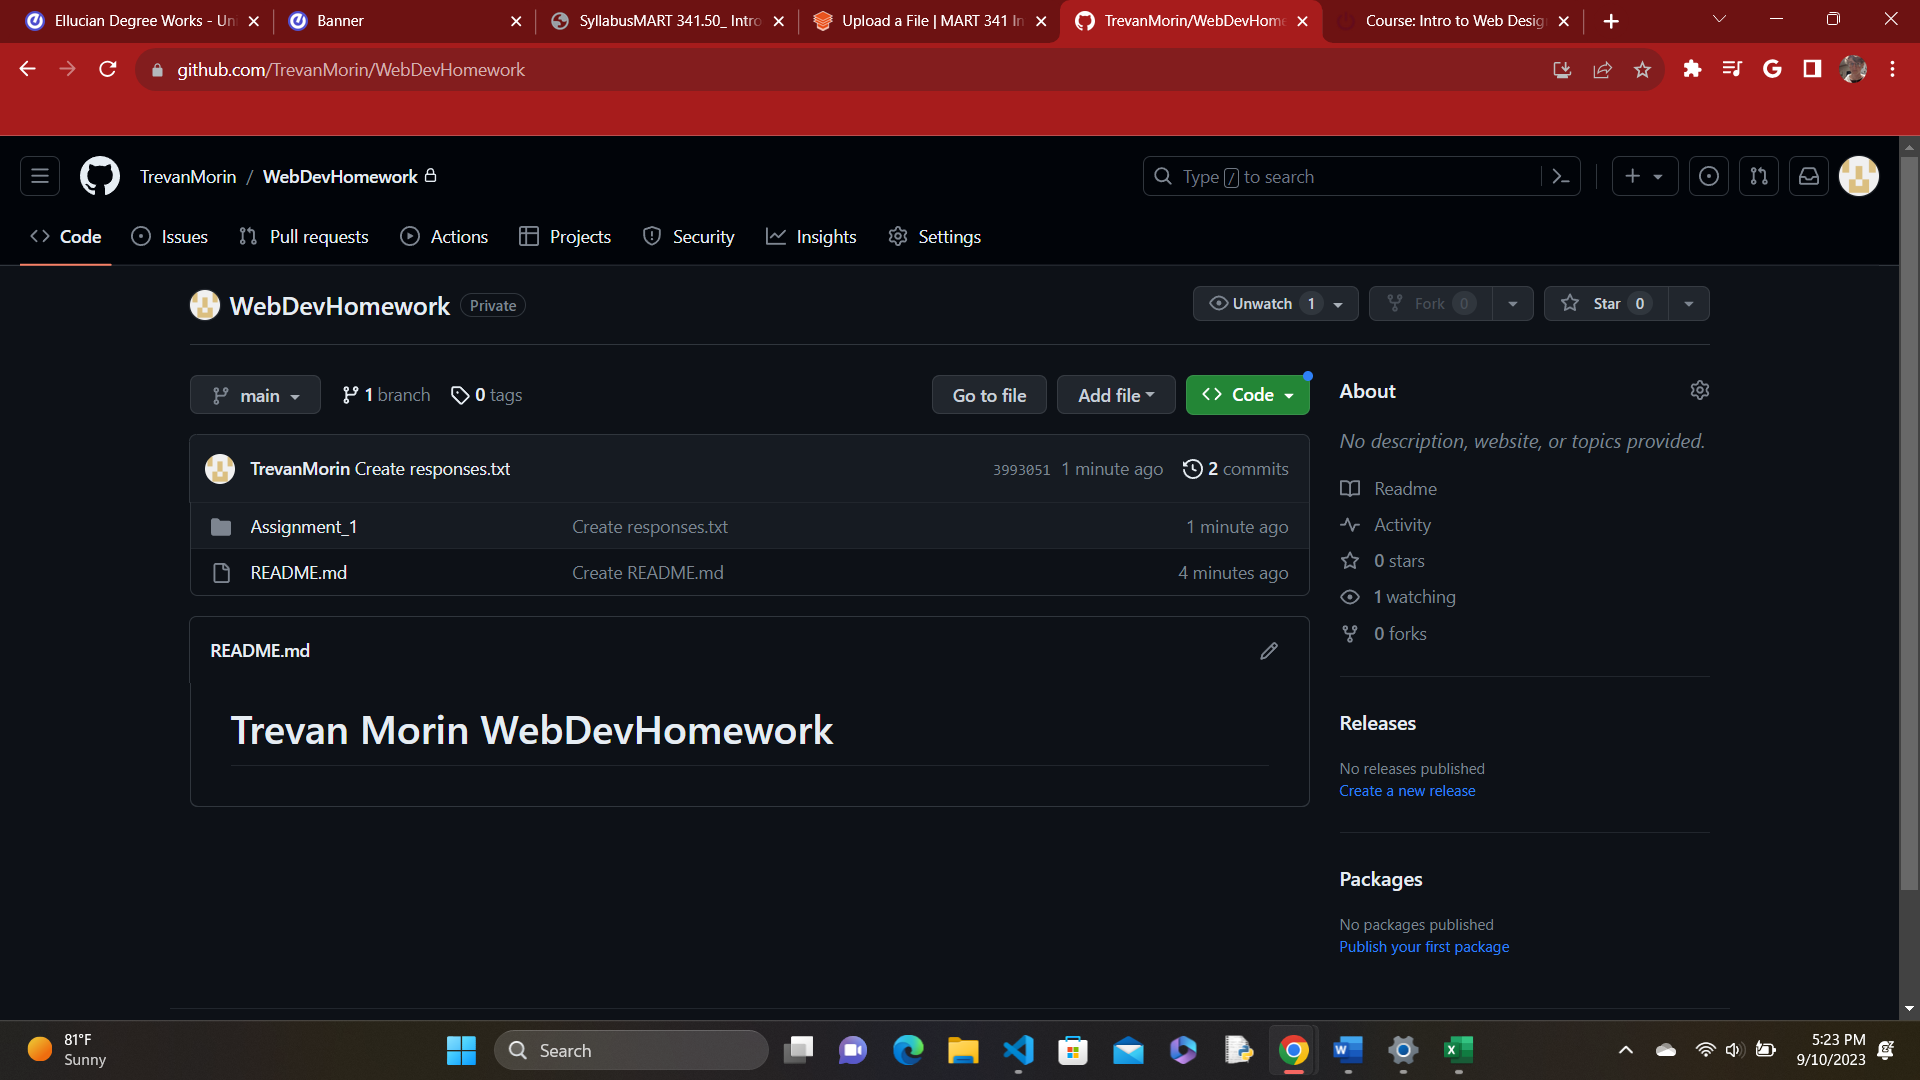 Ellucian Degree Works - Un
Banner
SyllabusMART 341.50_ Intro
Upload a File | MART 341 In
TrevanMorin/WebDevHome
Course: Intro to Web Desig
github.com/TrevanMorin/WebDevHomework
TrevanMorin / WebDevHomework
Type / to search
Code
Issues
Pull requests
Actions
Projects
Security
Insights
Settings
WebDevHomework Private
Unwatch 1
Fork 0
Star 0
main
1 branch
0 tags
Go to file
Add file
Code
TrevanMorin Create responses.txt
3993051 1 minute ago
2 commits
Assignment_1
Create responses.txt
1 minute ago
README.md
Create README.md
4 minutes ago
README.md
Trevan Morin WebDevHomework
About
No description, website, or topics provided.
Readme
Activity
0 stars
1 watching
0 forks
Releases
No releases published
Create a new release
Packages
No packages published
Publish your first package
81°F
Sunny
Search
5:23 PM
9/10/2023